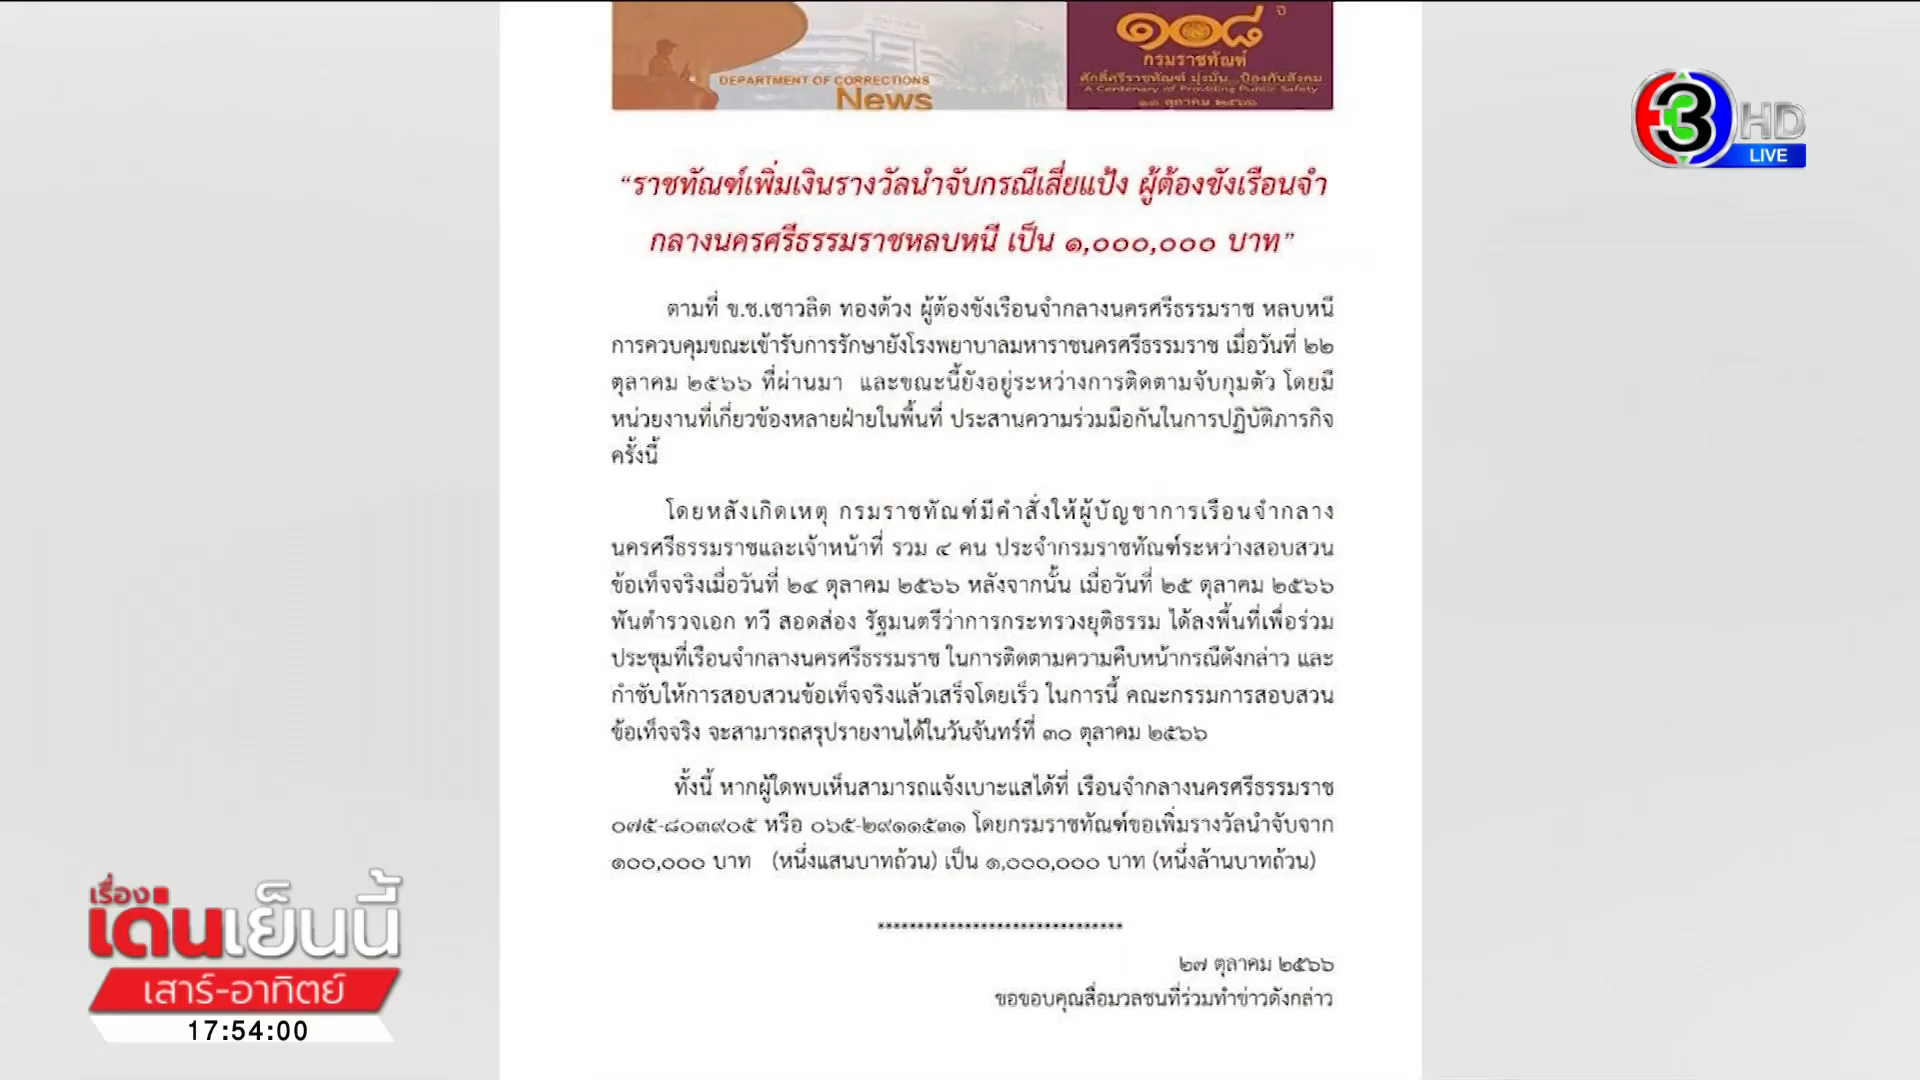 ๑๐๘ ปี
กรมราชทัณฑ์
ศักดิ์ศรีราชทัณฑ์ มุ่งมั่น...ป้องกันสังคม
A Centenary of Providing Public Safety
๑๓ ตุลาคม ๒๕๖๖
DEPARTMENT OF CORRECTIONS
News
3 HD
LIVE
“ราชทัณฑ์เพิ่มเงินรางวัลนำจับกรณีเสี่ยแป้ง ผู้ต้องขังเรือนจำ
กลางนครศรีธรรมราชหลบหนี เป็น ๑,๐๐๐,๐๐๐ บาท”
ตามที่ ข.ช.เชาวลิต ทองด้วง ผู้ต้องขังเรือนจำกลางนครศรีธรรมราช หลบหนี
การควบคุมขณะเข้ารับการรักษายังโรงพยาบาลมหาราชนครศรีธรรมราช เมื่อวันที่ ๒๒
ตุลาคม ๒๕๖๖ ที่ผ่านมา และขณะนี้ยังอยู่ระหว่างการติดตามจับกุมตัว โดยมี
หน่วยงานที่เกี่ยวข้องหลายฝ่ายในพื้นที่ ประสานความร่วมมือกันในการปฏิบัติภารกิจ
ครั้งนี้
โดยหลังเกิดเหตุ กรมราชทัณฑ์มีคำสั่งให้ผู้บัญชาการเรือนจำกลาง
นครศรีธรรมราชและเจ้าหน้าที่ รวม ๔ คน ประจำกรมราชทัณฑ์ระหว่างสอบสวน
ข้อเท็จจริงเมื่อวันที่ ๒๔ ตุลาคม ๒๕๖๖ หลังจากนั้น เมื่อวันที่ ๒๕ ตุลาคม ๒๕๖๖
พันตำรวจเอก ทวี สอดส่อง รัฐมนตรีว่าการกระทรวงยุติธรรม ได้ลงพื้นที่เพื่อร่วม
ประชุมที่เรือนจำกลางนครศรีธรรมราช ในการติดตามความคืบหน้ากรณีดังกล่าว และ
กำชับให้การสอบสวนข้อเท็จจริงแล้วเสร็จโดยเร็ว ในการนี้ คณะกรรมการสอบสวน
ข้อเท็จจริง จะสามารถสรุปรายงานได้ในวันจันทร์ที่ ๓๐ ตุลาคม ๒๕๖๖
ทั้งนี้ หากผู้ใดพบเห็นสามารถแจ้งเบาะแสได้ที่ เรือนจำกลางนครศรีธรรมราช
๐๗๕-๘๐๓๙๐๕ หรือ ๐๖๕-๒๙๑๑๕๓๑ โดยกรมราชทัณฑ์ขอเพิ่มรางวัลนำจับจาก
๑๐๐,๐๐๐ บาท (หนึ่งแสนบาทถ้วน) เป็น ๑,๐๐๐,๐๐๐ บาท (หนึ่งล้านบาทถ้วน)
๒๗ ตุลาคม ๒๕๖๖
ขอขอบคุณสื่อมวลชนที่ร่วมทำข่าวดังกล่าว
เรื่อง
เด่นเย็นนี้
เสาร์-อาทิตย์
17:54:00